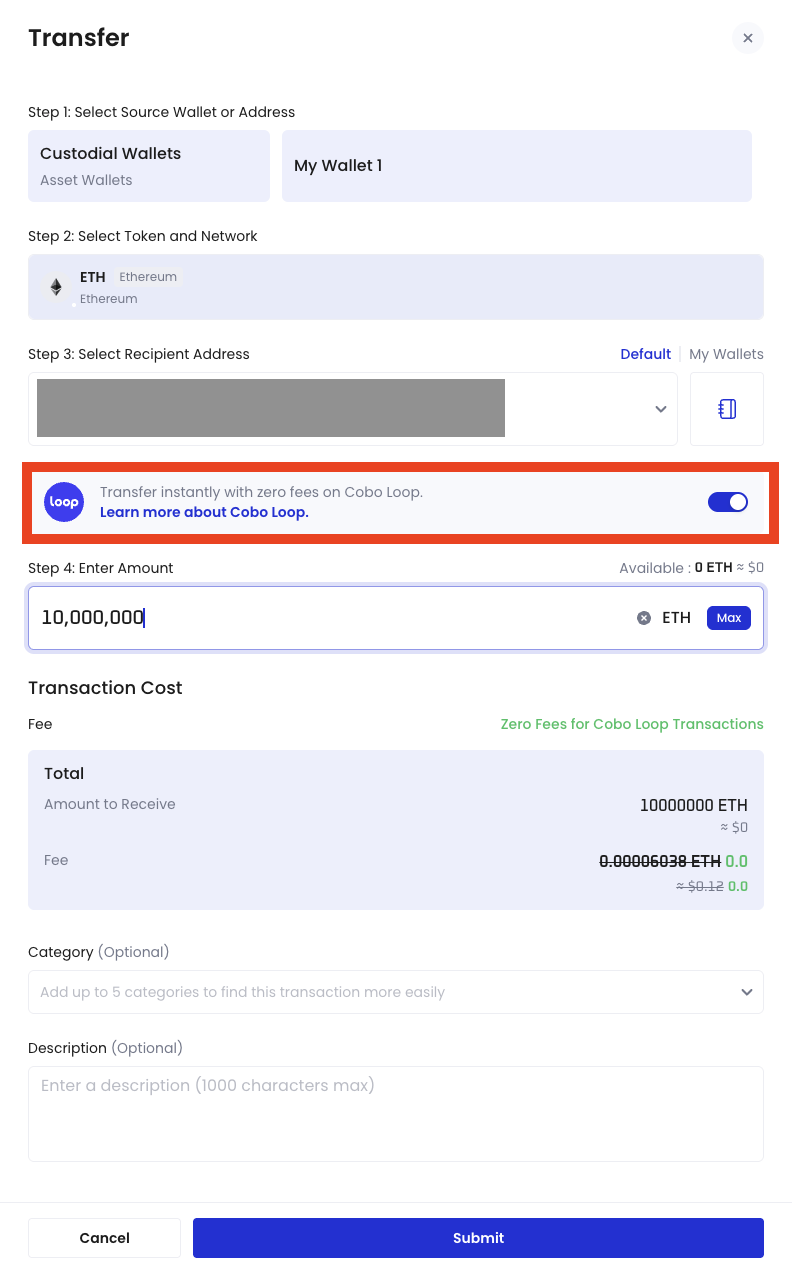 Transfer
Step 1: Select Source Wallet or Address
Custodial Wallets
Asset Wallets
My Wallet 1
Step 2: Select Token and Network
ETH Ethereum
Ethereum
Step 3: Select Recipient Address
Default | My Wallets
loop
Transfer instantly with zero fees on Cobo Loop.
Learn more about Cobo Loop.
Step 4: Enter Amount
Available : 0 ETH ≈ $0
10,000,000
ETH
Max
Transaction Cost
Fee
Zero Fees for Cobo Loop Transactions
Total
Amount to Receive
10000000 ETH
≈ $0
Fee
0.00006038 ETH 0.0
≈ $0.12 0.0
Category (Optional)
Add up to 5 categories to find this transaction more easily
Description (Optional)
Enter a description (1000 characters max)
Cancel
Submit